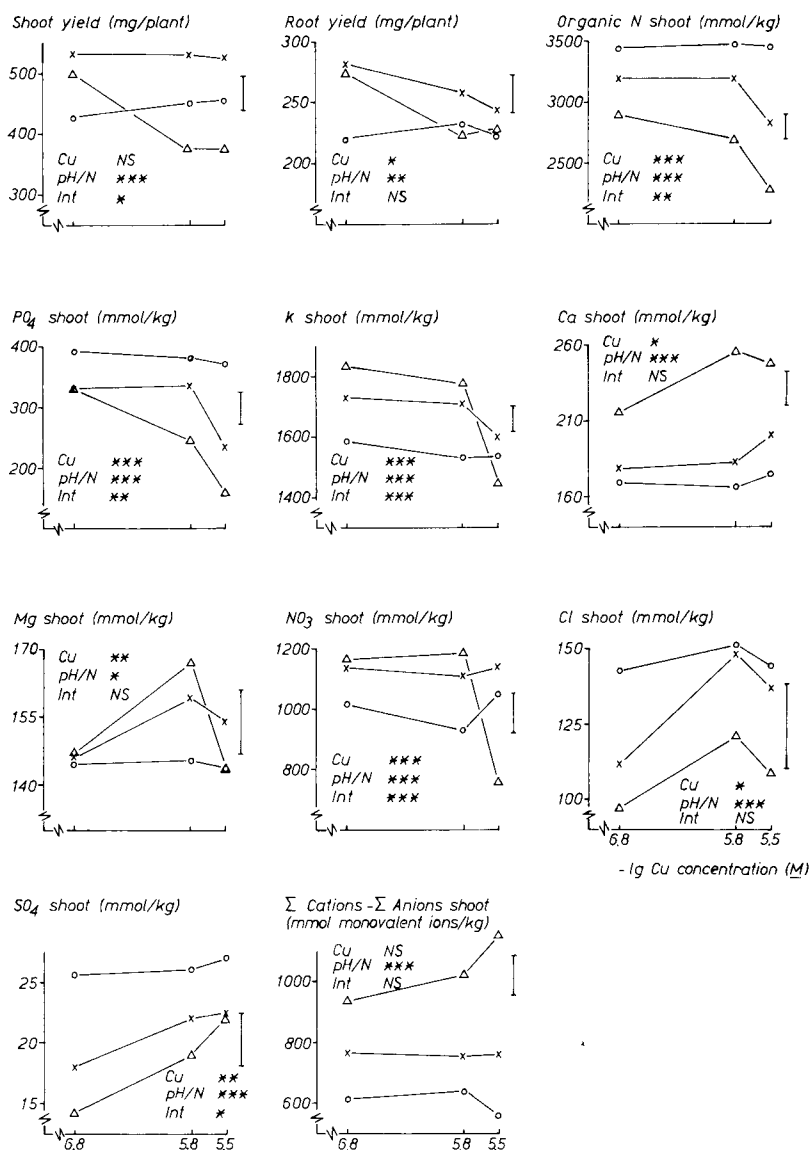 Shoot yield (mg/plant)
500
400
300
Cu NS
pH/N ***
Int *
Root yield (mg/plant)
300
250
200
Cu *
pH/N **
Int NS
Organic N shoot (mmol/kg)
3500
3000
2500
Cu ***
pH/N ***
Int **
PO4 shoot (mmol/kg)
400
300
200
Cu ***
pH/N ***
Int **
K shoot (mmol/kg)
1800
1600
1400
Cu ***
pH/N ***
Int ***
Ca shoot (mmol/kg)
260
210
160
Cu *
pH/N ***
Int NS
Mg shoot (mmol/kg)
170
155
140
Cu **
pH/N *
Int NS
NO3 shoot (mmol/kg)
1200
1000
800
Cu ***
pH/N ***
Int ***
Cl shoot (mmol/kg)
150
125
100
Cu *
pH/N ***
Int NS
6.8 5.8 5.5
-lg Cu concentration (M)
SO4 shoot (mmol/kg)
25
20
15
Cu **
pH/N ***
Int *
6.8 5.8 5.5
Σ Cations - Σ Anions shoot
(mmol monovalent ions/kg)
1000
800
600
Cu NS
pH/N ***
Int NS
6.8 5.8 5.5